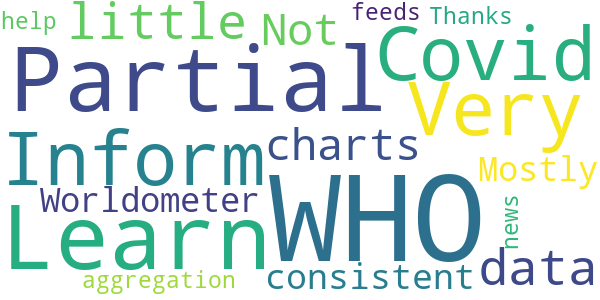 help little Not feeds Thanks
Partial Covid
Very
Inform charts Mostly
Worldometer WHO news
Learn data
aggregation consistent